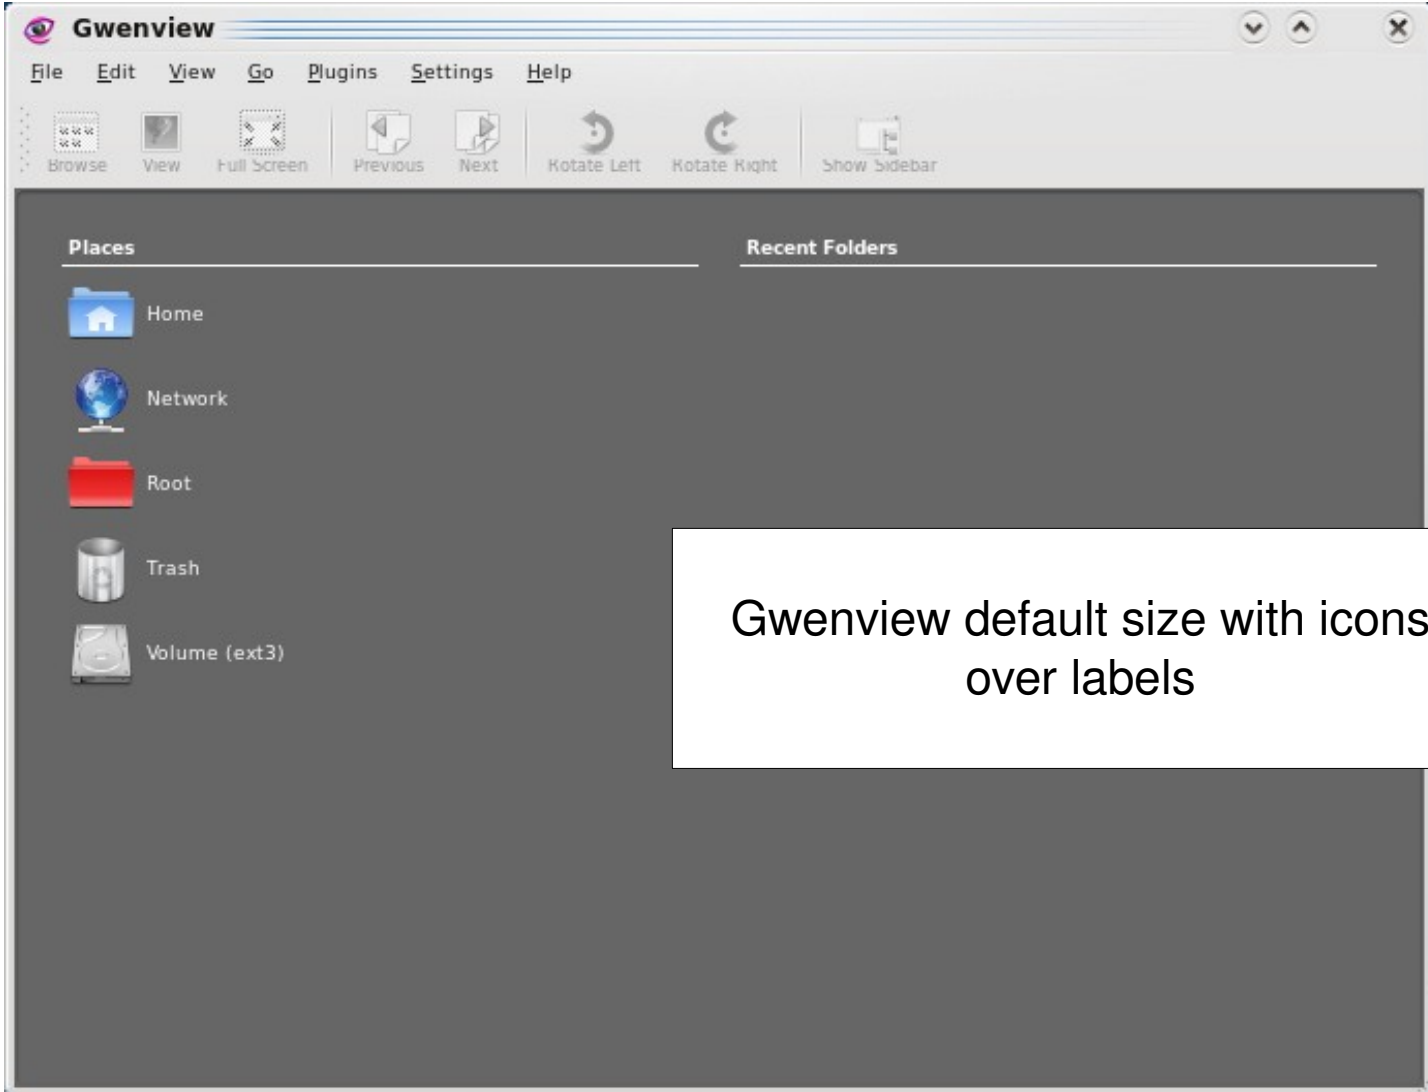 Gwenview
File Edit View Go Plugins Settings Help
Browse View Full Screen Previous Next Rotate Left Rotate Right Show Sidebar
Places Recent Folders
Home
Network
Root
Trash
Volume (ext3)
Gwenview default size with icons
over labels